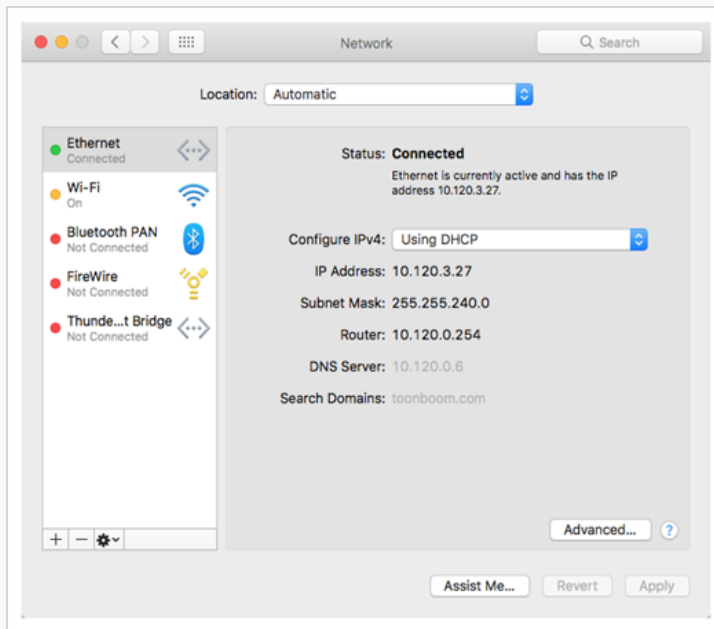 Network
Search
Location: Automatic
Ethernet
Connected
Wi-Fi
On
Bluetooth PAN
Not Connected
FireWire
Not Connected
Thunde...t Bridge
Not Connected
Status: Connected
Ethernet is currently active and has the IP
address 10.120.3.27.
Configure IPv4: Using DHCP
IP Address: 10.120.3.27
Subnet Mask: 255.255.240.0
Router: 10.120.0.254
DNS Server: 10.120.0.6
Search Domains: toonboom.com
Advanced... ?
Assist Me... Revert Apply